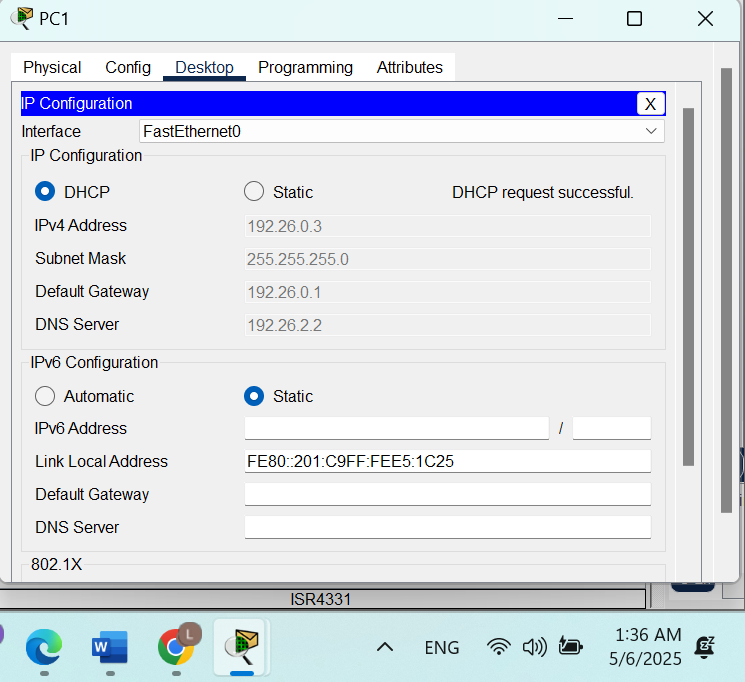 PC1
Physical Config Desktop Programming Attributes
IP Configuration X
Interface FastEthernet0
IP Configuration
DHCP Static DHCP request successful.
IPv4 Address 192.26.0.3
Subnet Mask 255.255.255.0
Default Gateway 192.26.0.1
DNS Server 192.26.2.2
IPv6 Configuration
Automatic Static
IPv6 Address /
Link Local Address FE80::201:C9FF:FEE5:1C25
Default Gateway
DNS Server
802.1X
ISR4331
W L ENG 1:36 AM
5/6/2025